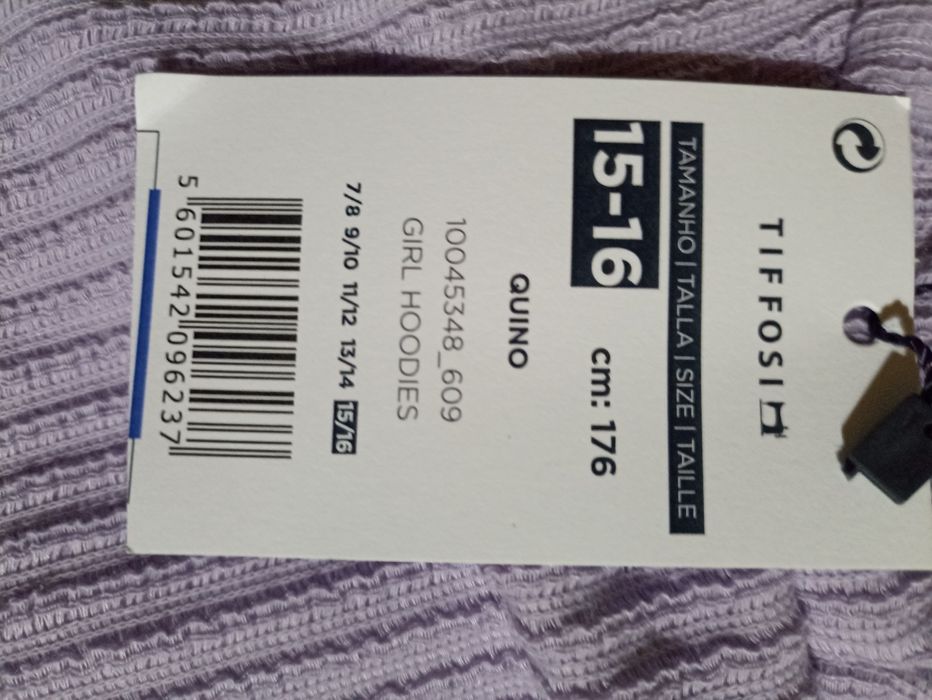 TIFFOSI
TAMANHO | TALLA | SIZE | TAILLE
15-16 cm: 176
QUINO
10045348_609
GIRL HOODIES
7/8 9/10 11/12 13/14 15/16
5 601542 096237